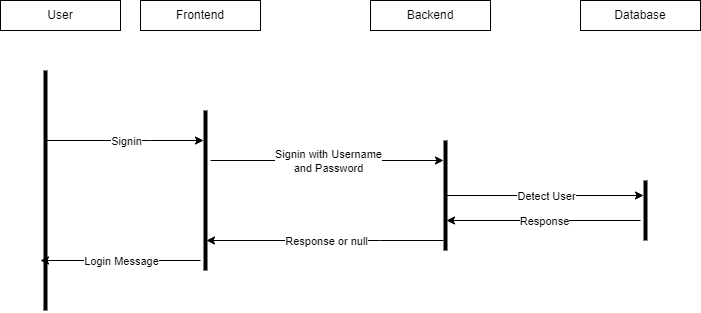 User
Frontend
Backend
Database
Signin
Signin with Username
and Password
Detect User
Response
Response or null
Login Message